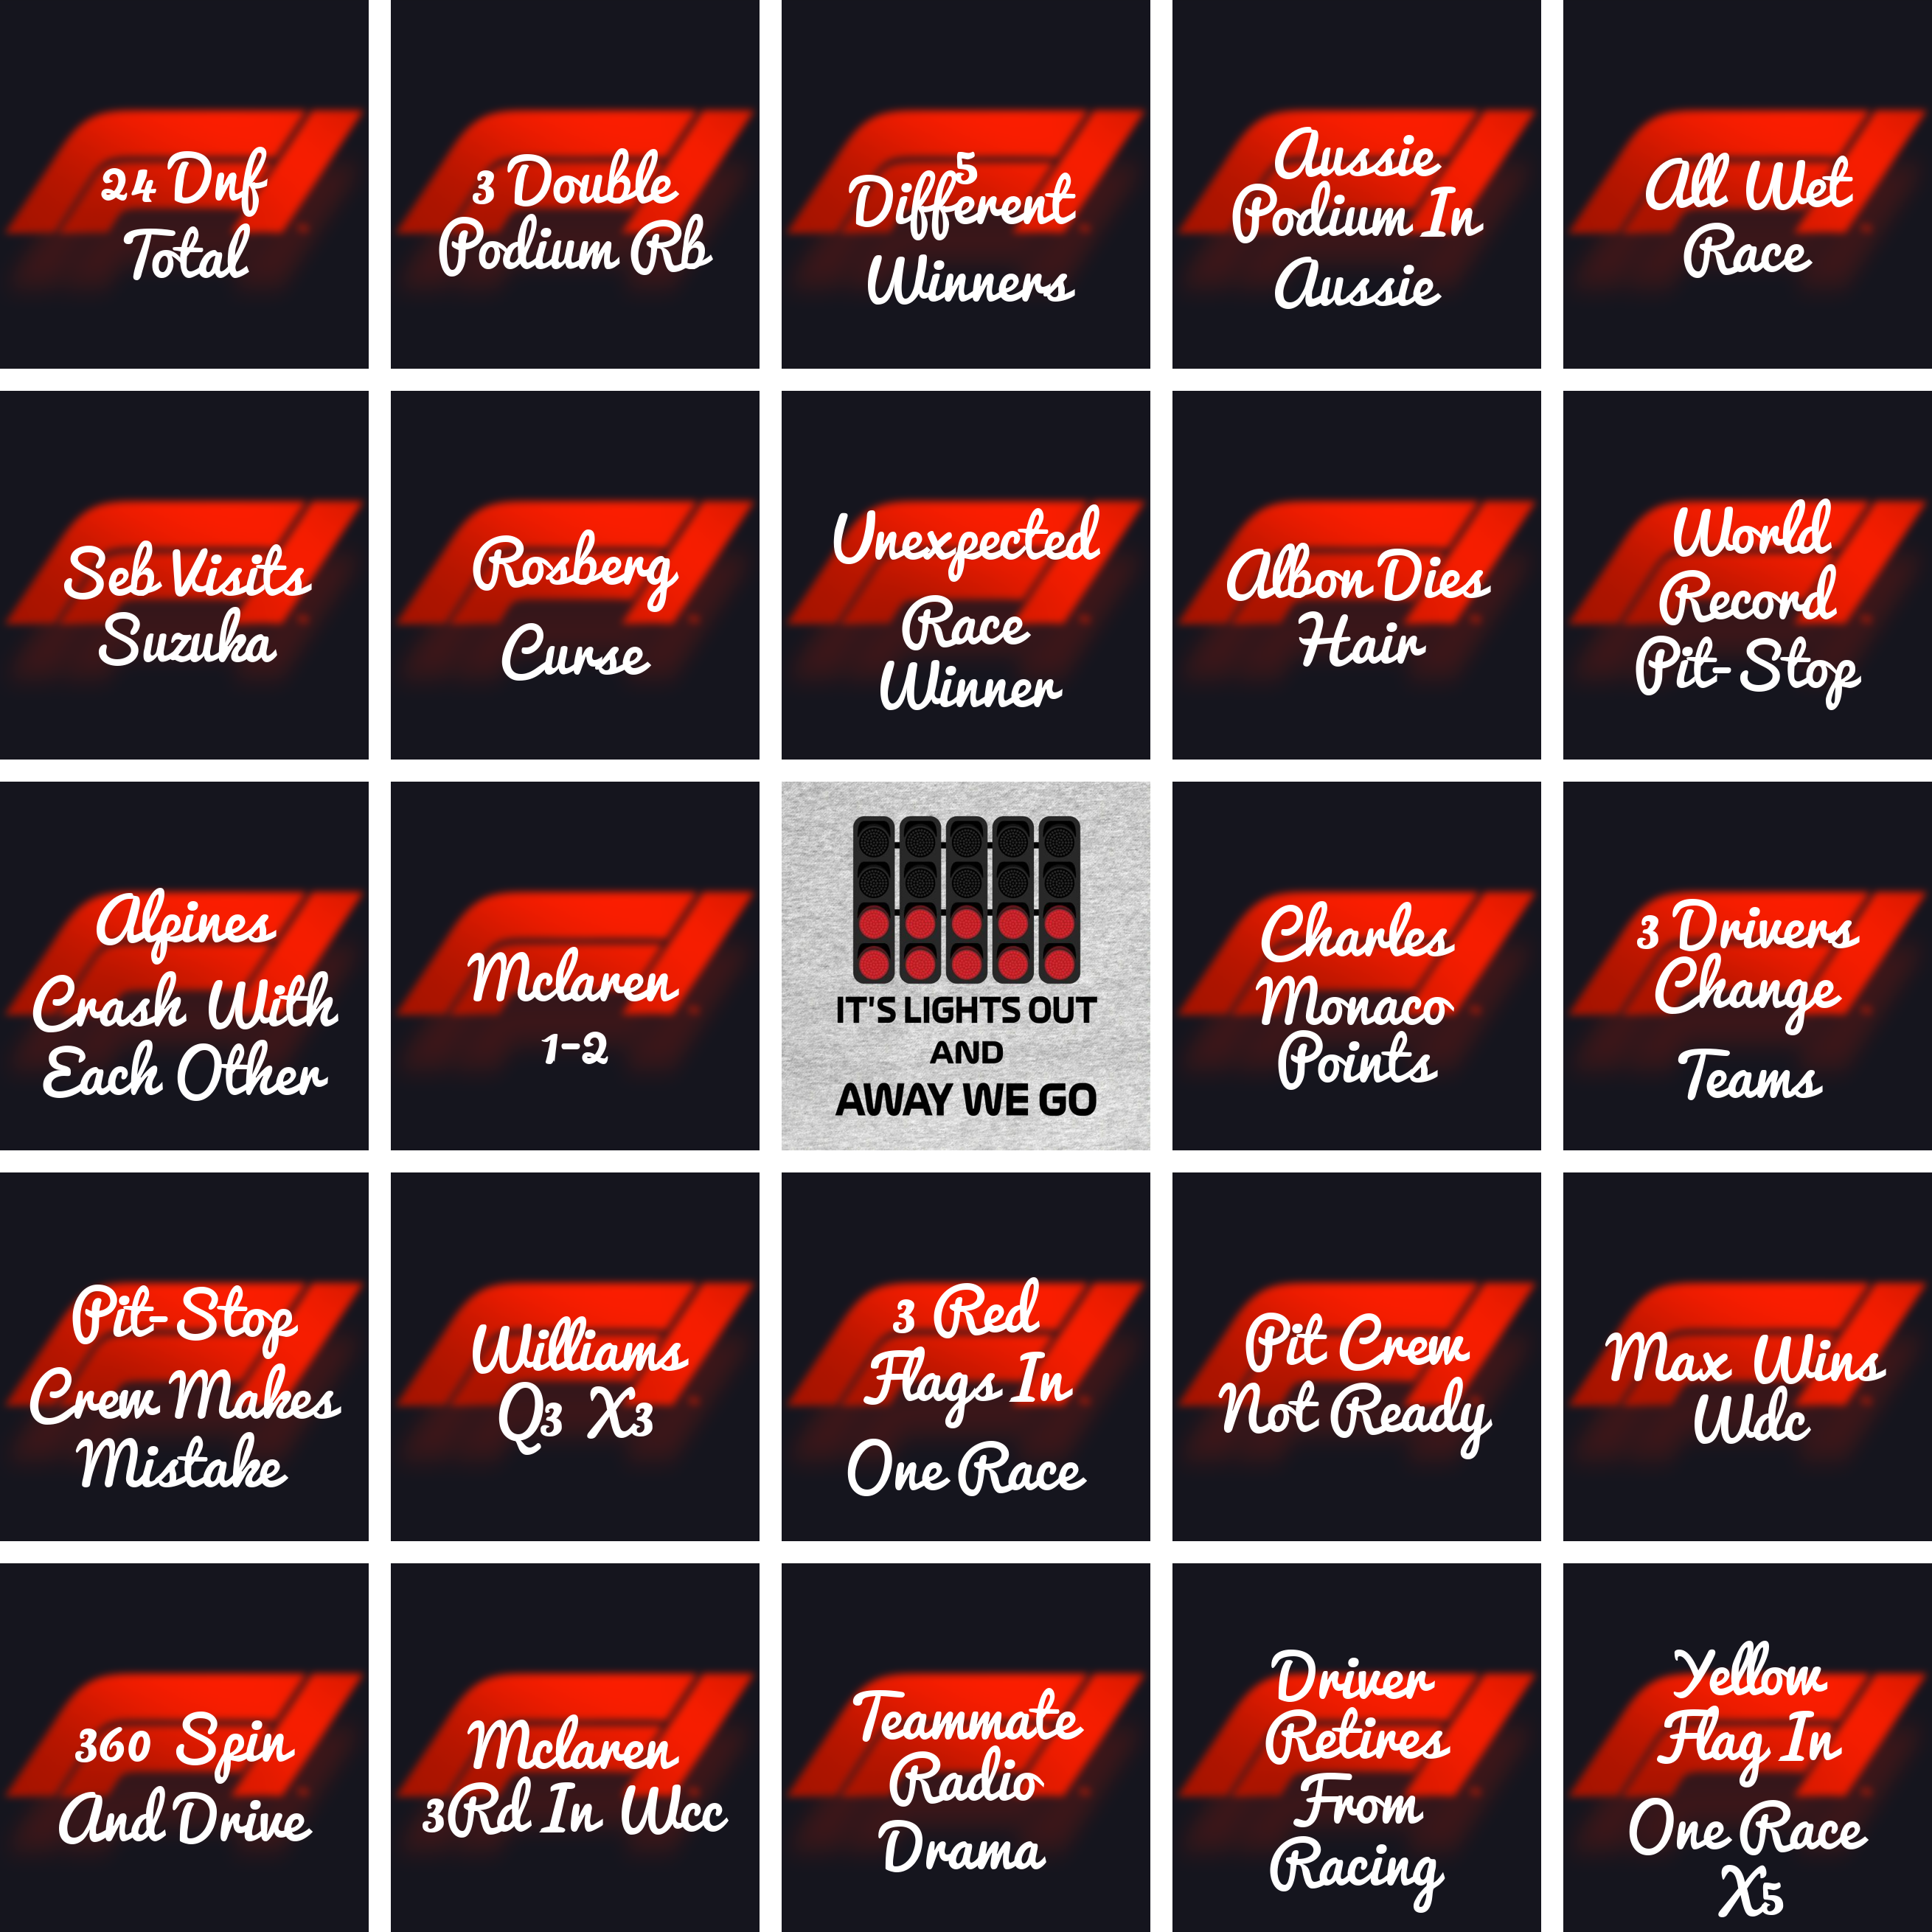 24 Dnf
Total
3 Double
Podium Rb
5
Different
Winners
Aussie
Podium In
Aussie
All Wet
Race
Seb Visits
Suzuka
Rosberg
Curse
Unexpected
Race
Winner
Albon Dies
Hair
World
Record
Pit-Stop
Alpines
Crash With
Each Other
Mclaren
1-2
IT'S LIGHTS OUT
AND
AWAY WE GO
Charles
Monaco
Points
3 Drivers
Change
Teams
Pit-Stop
Crew Makes
Mistake
Williams
Q3 X3
3 Red
Flags In
One Race
Pit Crew
Not Ready
Max Wins
Wdc
360 Spin
And Drive
Mclaren
3Rd In Wcc
Teammate
Radio
Drama
Driver
Retires
From
Racing
Yellow
Flag In
One Race
X5